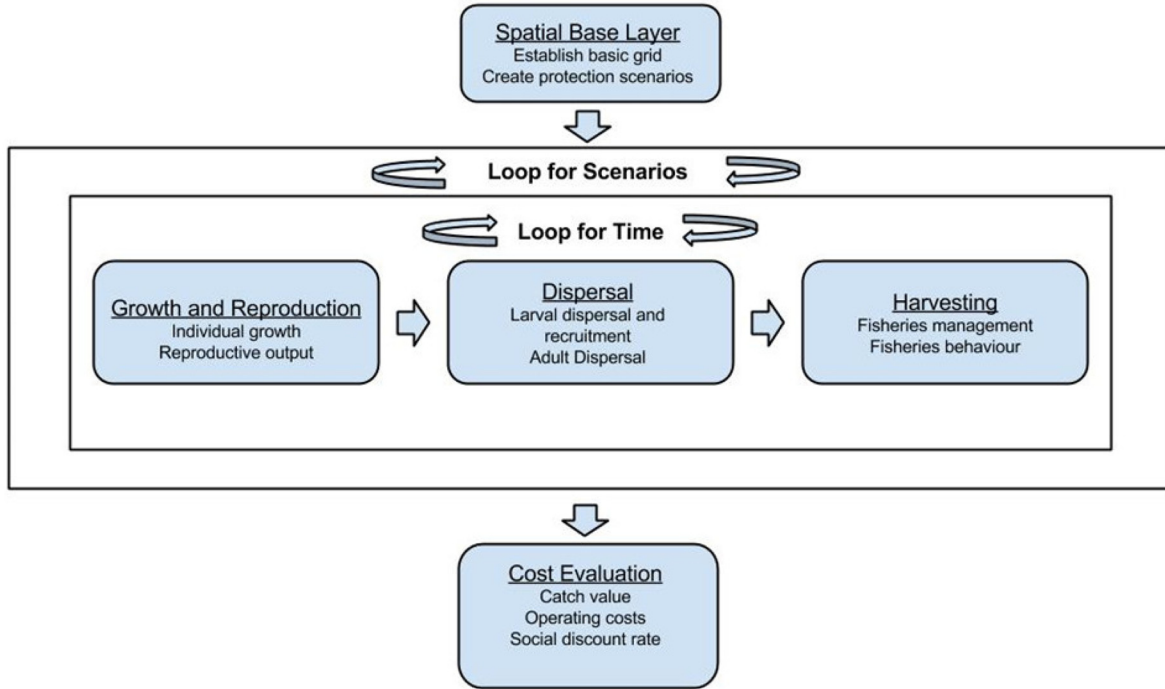 Spatial Base Layer
Establish basic grid
Create protection scenarios
Loop for Scenarios
Loop for Time
Growth and Reproduction
Individual growth
Reproductive output
Dispersal
Larval dispersal and
recruitment
Adult Dispersal
Harvesting
Fisheries management
Fisheries behaviour
Cost Evaluation
Catch value
Operating costs
Social discount rate